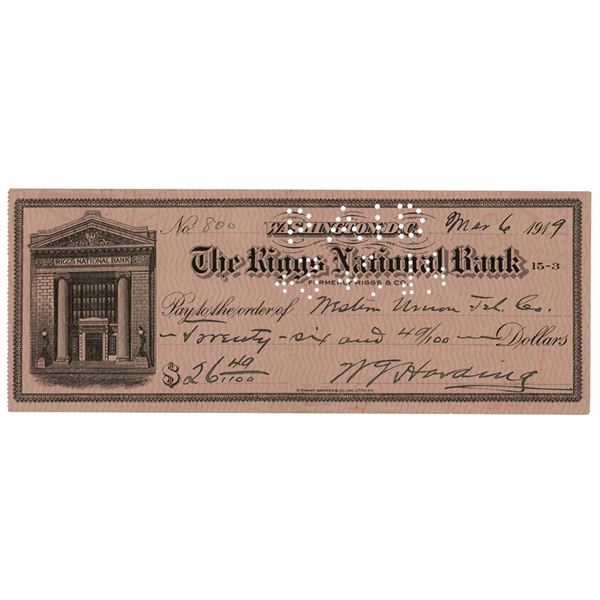 No. 800 WASHINGTON, D.C. Mar 6 1919
RIGGS NATIONAL BANK
The Riggs National Bank 15-3
FORMERLY RIGGS & CO.
Pay to the order of Western Union Tel. Co.
Twenty-six and 49/100 Dollars
$26 49/100 WG Harding